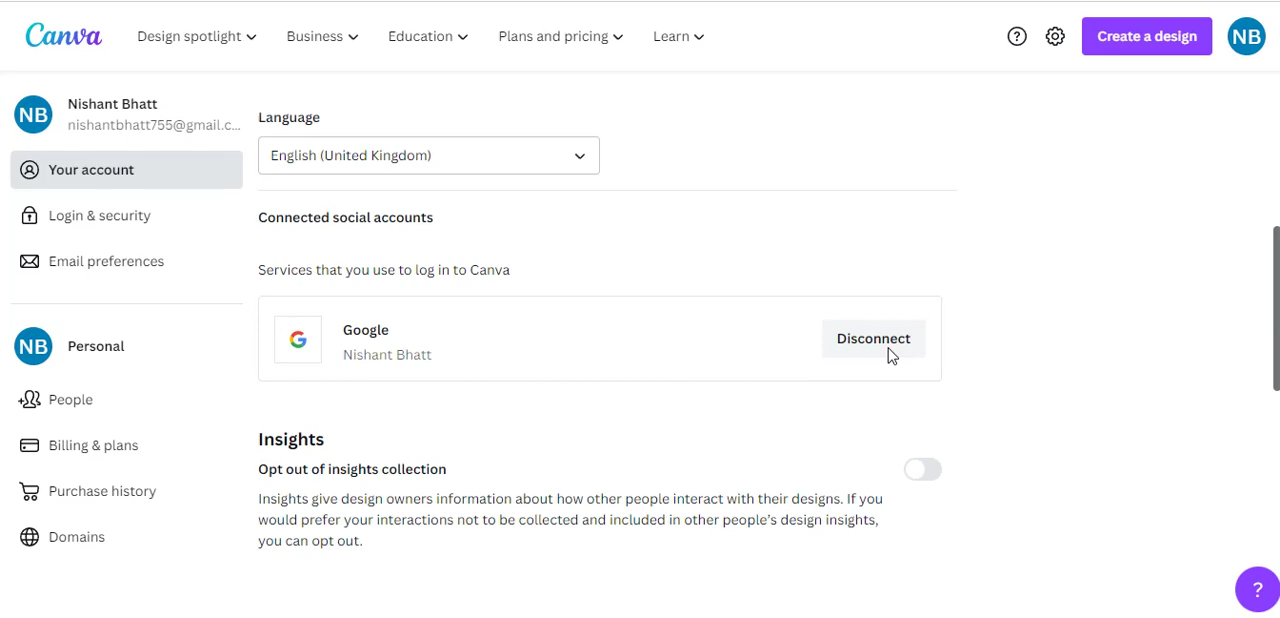 Canva
Design spotlight
Business
Education
Plans and pricing
Learn
?
Create a design
NB
NB
Nishant Bhatt
nishantbhatt755@gmail.c...
Your account
Login & security
Email preferences
NB
Personal
People
Billing & plans
Purchase history
Domains
Language
English (United Kingdom)
Connected social accounts
Services that you use to log in to Canva
G
Google
Nishant Bhatt
Disconnect
Insights
Opt out of insights collection
Insights give design owners information about how other people interact with their designs. If you
would prefer your interactions not to be collected and included in other people's design insights,
you can opt out.
?